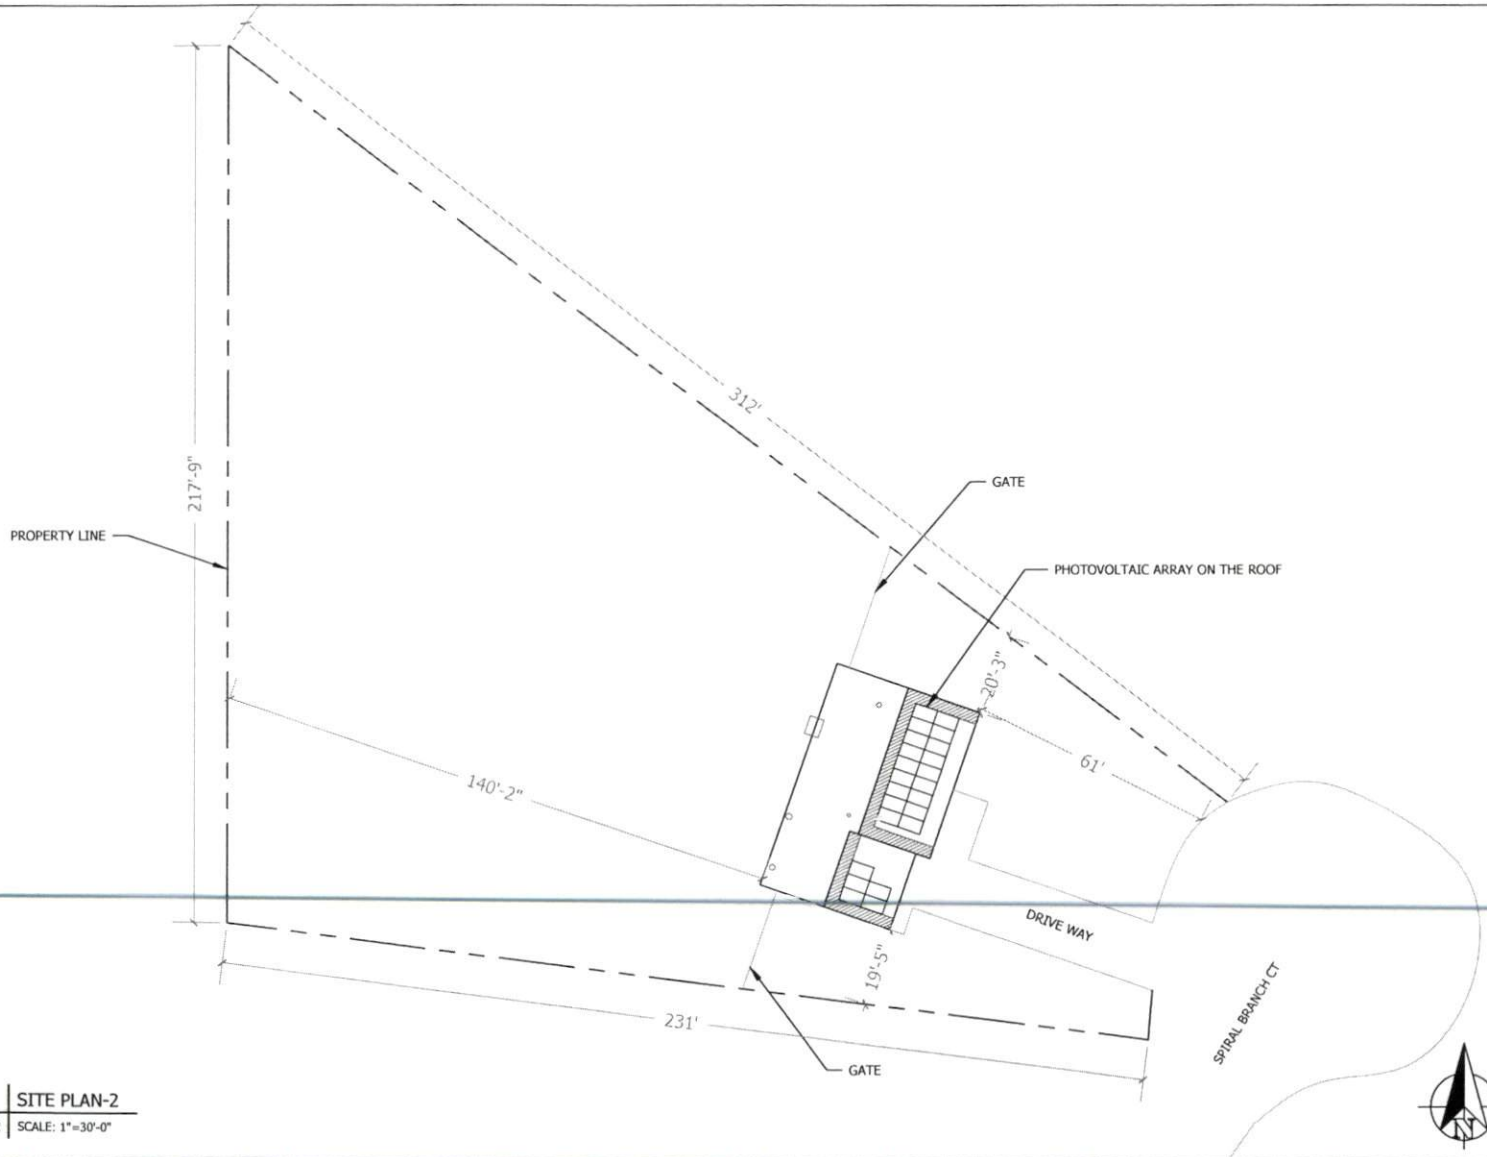 312'
217'-9"
GATE
PROPERTY LINE
PHOTOVOLTAIC ARRAY ON THE ROOF
20'-3"
61'
140'-2"
DRIVE WAY
19'-5"
SPIRAL BRANCH CT
231'
GATE
SITE PLAN-2
SCALE: 1"=30'-0"
N